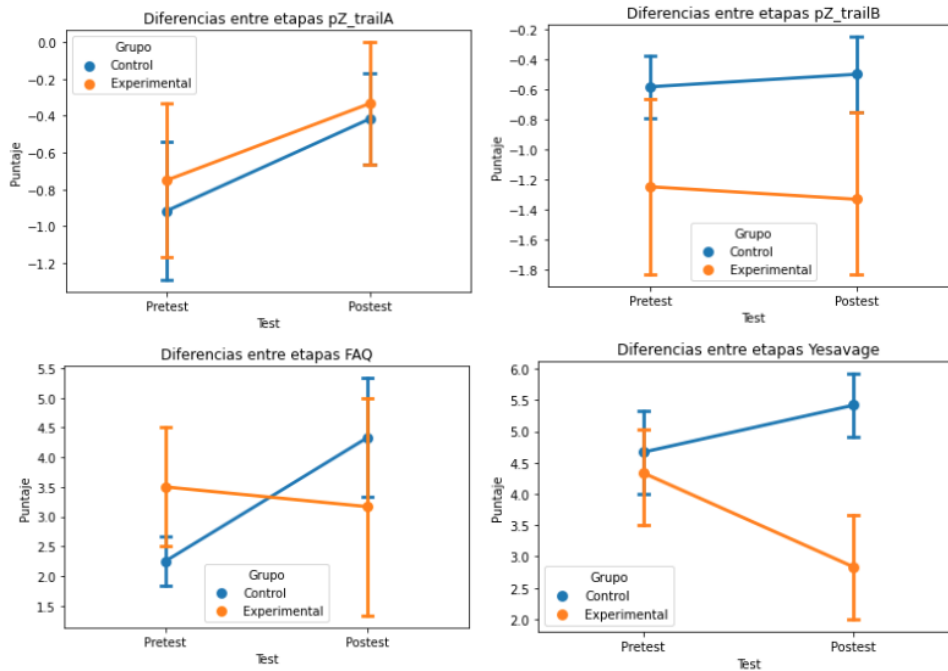 Diferencias entre etapas pZ_trailA
0.0
−0.2
−0.4
−0.6
−0.8
−1.0
−1.2
Puntaje
Grupo
Control
Experimental
Pretest
Postest
Test
Diferencias entre etapas pZ_trailB
−0.2
−0.4
−0.6
−0.8
−1.0
−1.2
−1.4
−1.6
−1.8
Puntaje
Grupo
Control
Experimental
Pretest
Postest
Test
Diferencias entre etapas FAQ
5.5
5.0
4.5
4.0
3.5
3.0
2.5
2.0
1.5
Puntaje
Grupo
Control
Experimental
Pretest
Postest
Test
Diferencias entre etapas Yesavage
6.0
5.5
5.0
4.5
4.0
3.5
3.0
2.5
2.0
Puntaje
Grupo
Control
Experimental
Pretest
Postest
Test